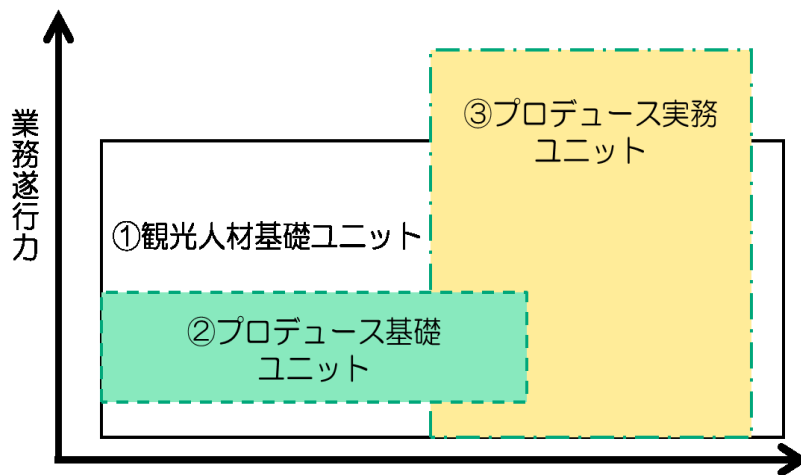 業務遂行力
③プロデュース実務
ユニット
①観光人材基礎ユニット
②プロデュース基礎
ユニット